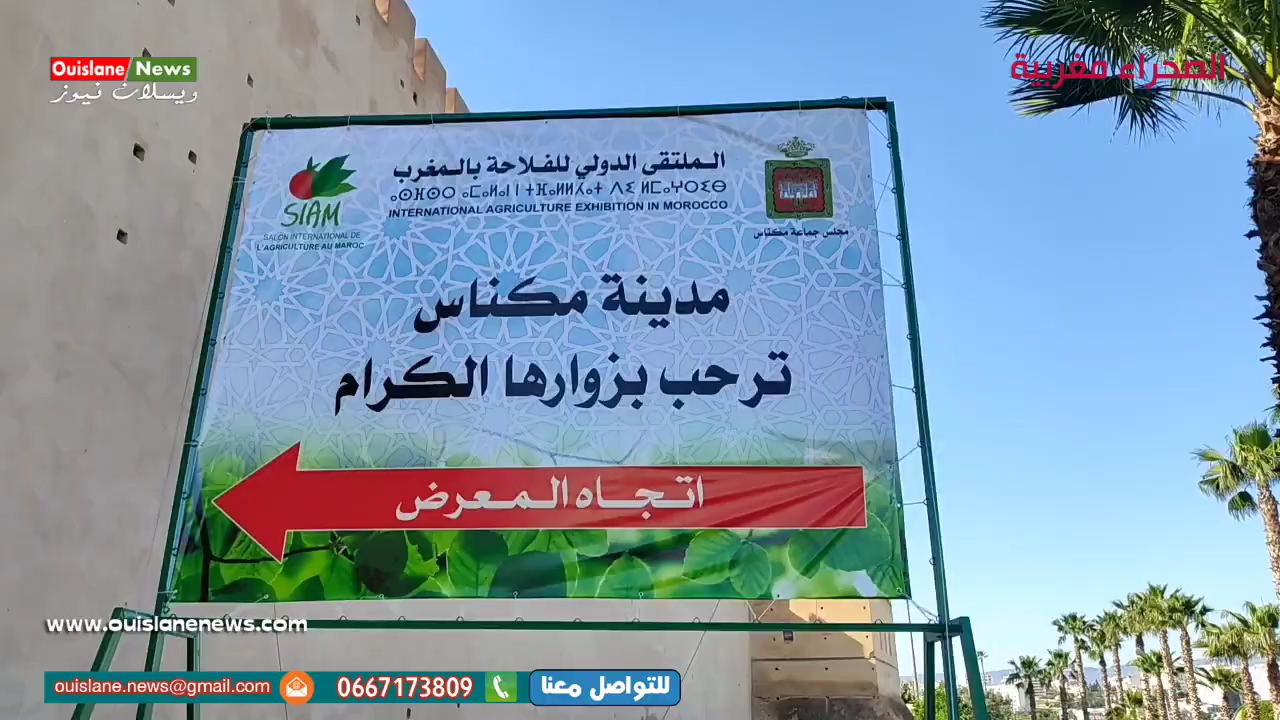 Ouislane News
ويسلان نيوز
الصحراء مغربية
SIAM
SALON INTERNATIONAL DE
L'AGRICULTURE AU MAROC
الملتقى الدولي للفلاحة بالمغرب
INTERNATIONAL AGRICULTURE EXHIBITION IN MOROCCO
مجلس جماعة مكناس
مدينة مكناس
ترحب بزوارها الكرام
اتجاه المعرض
www.ouislanenews.com
ouislane.news@gmail.com
0667173809
للتواصل معنا